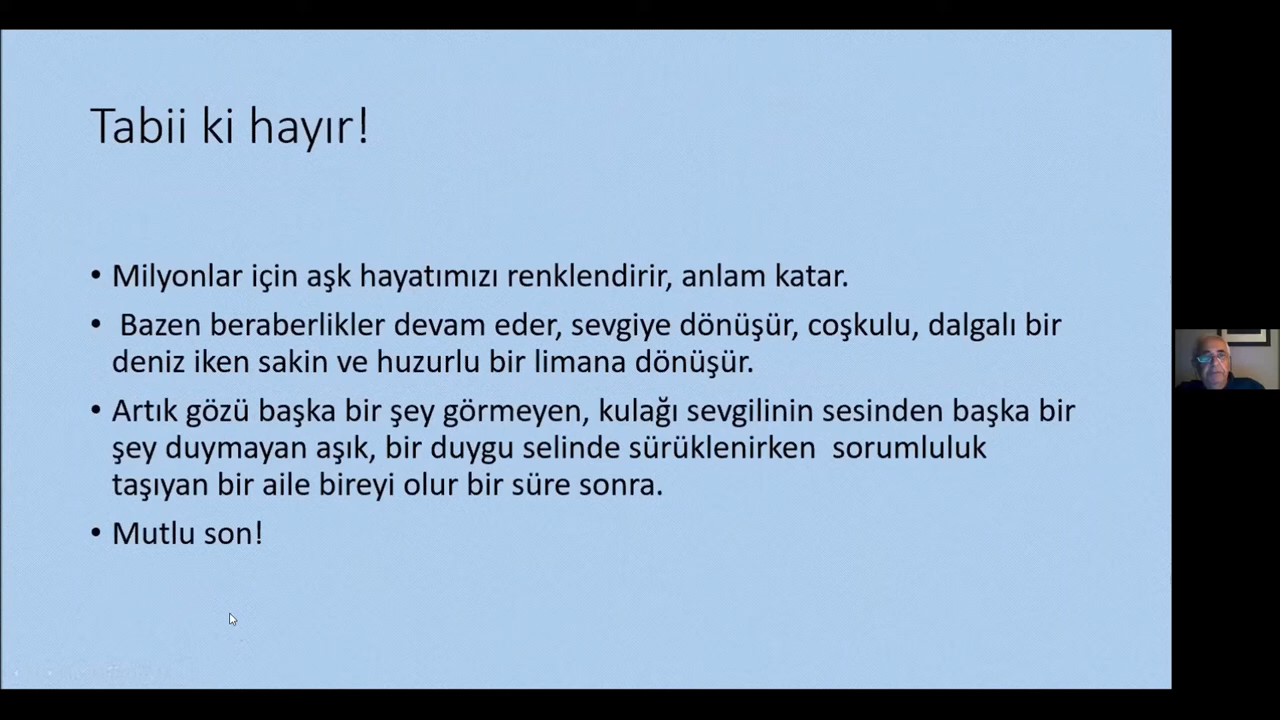 Tabii ki hayır!
• Milyonlar için aşk hayatımızı renklendirir, anlam katar.
• Bazen beraberlikler devam eder, sevgiye dönüşür, coşkulu, dalgalı bir
deniz iken sakin ve huzurlu bir limana dönüşür.
• Artık gözü başka bir şey görmeyen, kulağı sevgilinin sesinden başka bir
şey duymayan aşık, bir duygu selinde sürüklenirken sorumluluk
taşıyan bir aile bireyi olur bir süre sonra.
• Mutlu son!